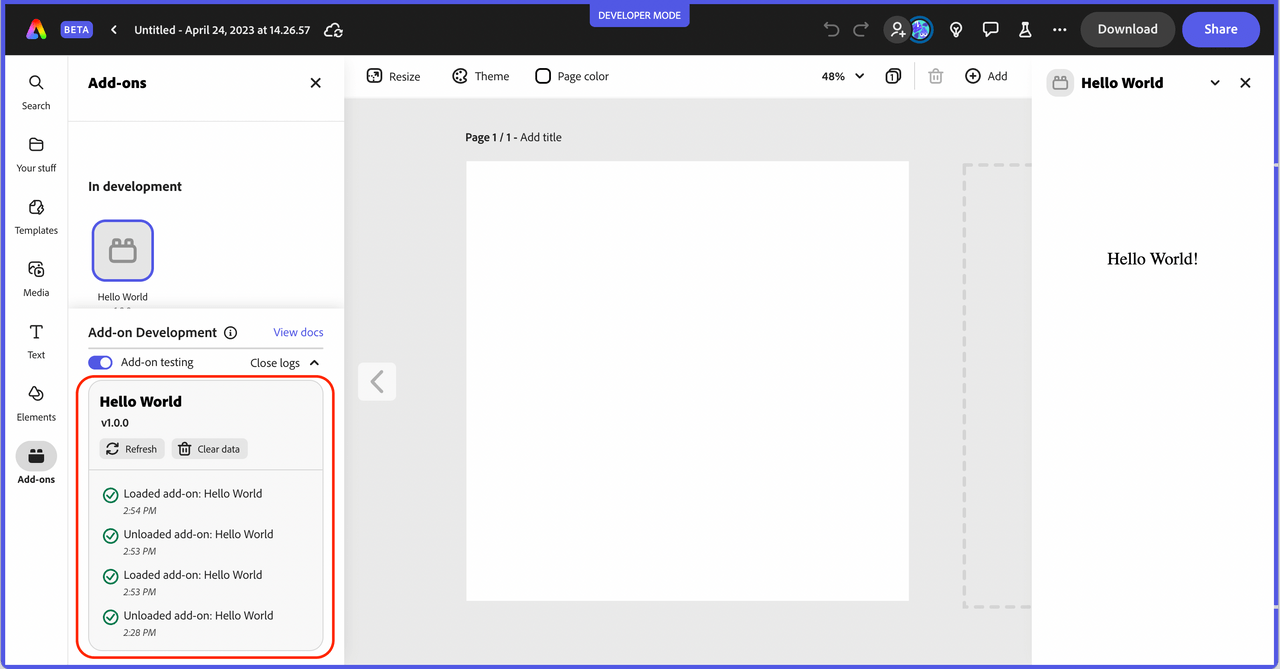 DEVELOPER MODE
BETA
Untitled - April 24, 2023 at 14.26.57
Download
Share
Search
Your stuff
Templates
Media
Text
Elements
Add-ons
Add-ons
In development
Hello World
Add-on Development
View docs
Add-on testing
Close logs
Hello World
v1.0.0
Refresh
Clear data
Loaded add-on: Hello World
2:54 PM
Unloaded add-on: Hello World
2:53 PM
Loaded add-on: Hello World
2:53 PM
Unloaded add-on: Hello World
2:28 PM
Resize
Theme
Page color
48%
1
Add
Page 1 / 1 - Add title
Hello World
Hello World!